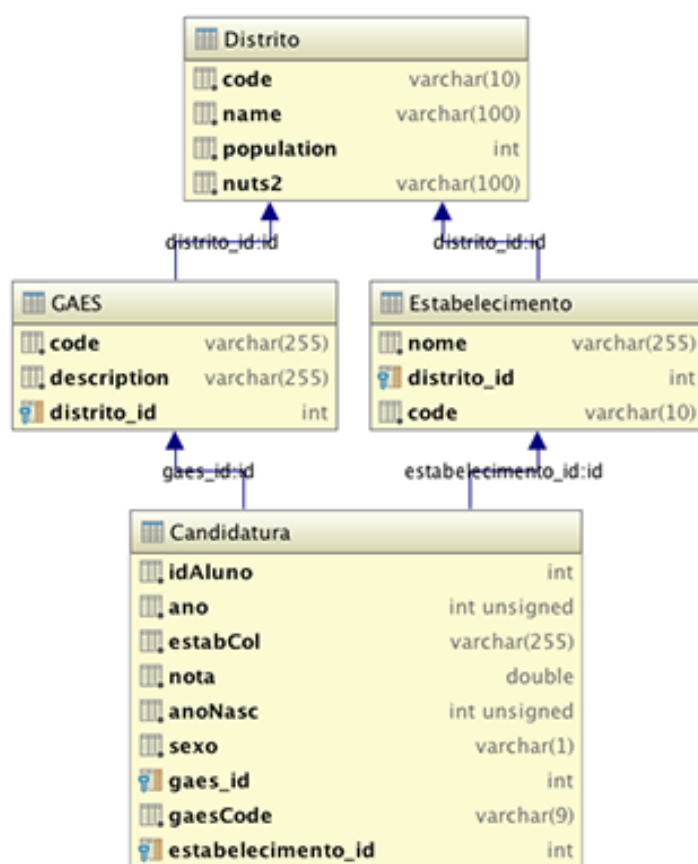 Distrito
code varchar(10)
name varchar(100)
population int
nuts2 varchar(100)
distrito_id:id
distrito_id:id
GAES
code varchar(255)
description varchar(255)
distrito_id int
Estabelecimento
nome varchar(255)
distrito_id int
code varchar(10)
gaes_id:id
estabelecimento_id:id
Candidatura
idAluno int
ano int unsigned
estabCol varchar(255)
nota double
anoNasc int unsigned
sexo varchar(1)
gaes_id int
gaesCode varchar(9)
estabelecimento_id int